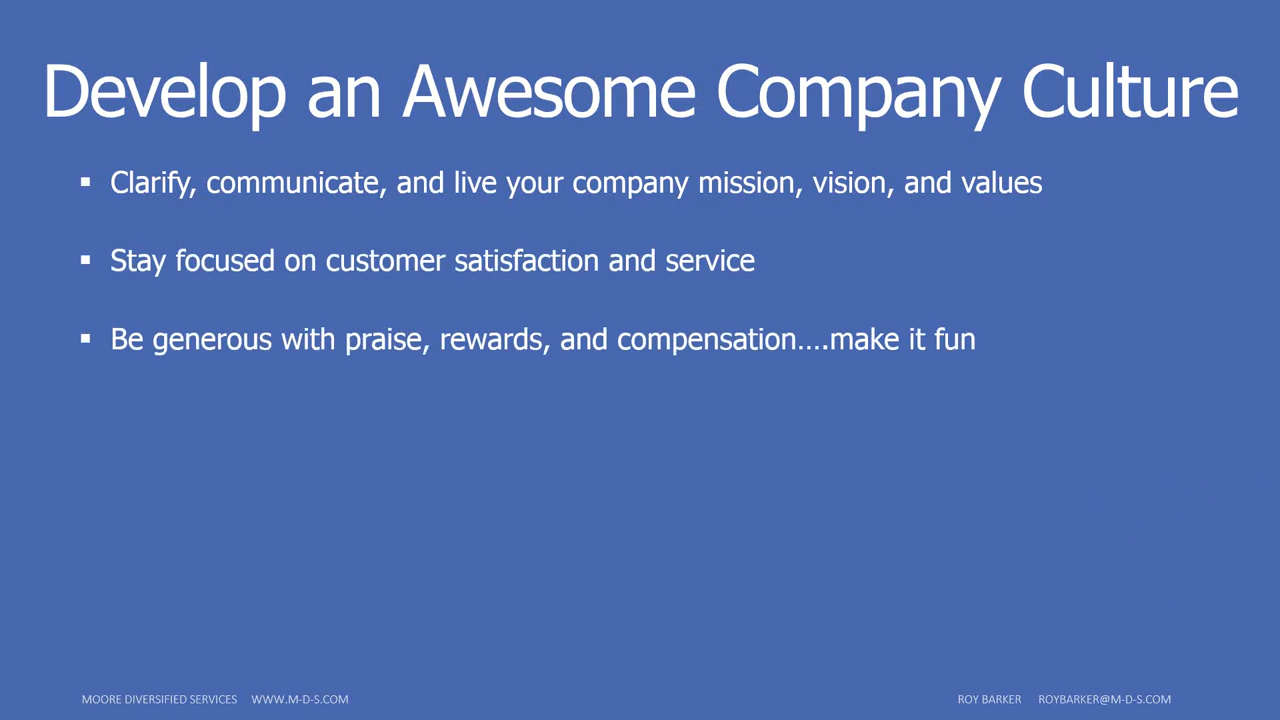 Develop an Awesome Company Culture
▪ Clarify, communicate, and live your company mission, vision, and values
▪ Stay focused on customer satisfaction and service
▪ Be generous with praise, rewards, and compensation….make it fun
MOORE DIVERSIFIED SERVICES WWW.M-D-S.COM
ROY BARKER ROYBARKER@M-D-S.COM